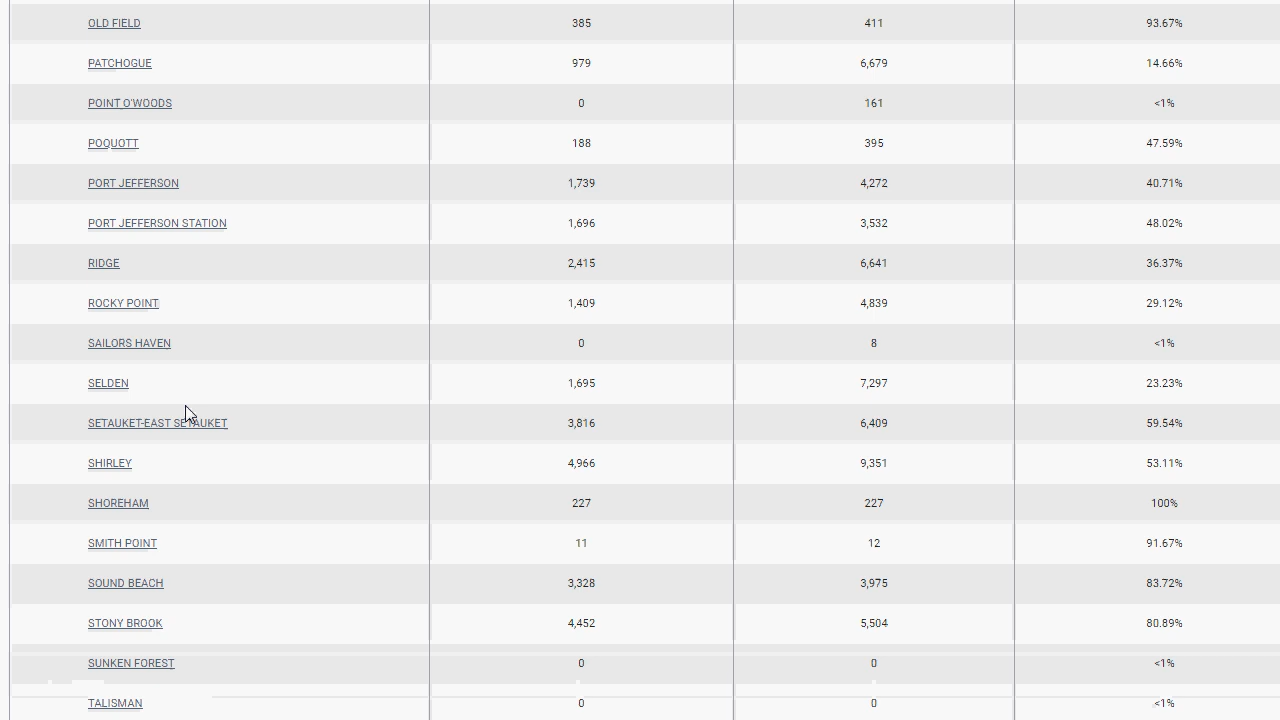 OLD FIELD 385 411 93.67%
PATCHOGUE 979 6,679 14.66%
POINT O'WOODS 0 161 <1%
POQUOTT 188 395 47.59%
PORT JEFFERSON 1,739 4,272 40.71%
PORT JEFFERSON STATION 1,696 3,532 48.02%
RIDGE 2,415 6,641 36.37%
ROCKY POINT 1,409 4,839 29.12%
SAILORS HAVEN 0 8 <1%
SELDEN 1,695 7,297 23.23%
SETAUKET-EAST SETAUKET 3,816 6,409 59.54%
SHIRLEY 4,966 9,351 53.11%
SHOREHAM 227 227 100%
SMITH POINT 11 12 91.67%
SOUND BEACH 3,328 3,975 83.72%
STONY BROOK 4,452 5,504 80.89%
SUNKEN FOREST 0 0 <1%
TALISMAN 0 0 <1%